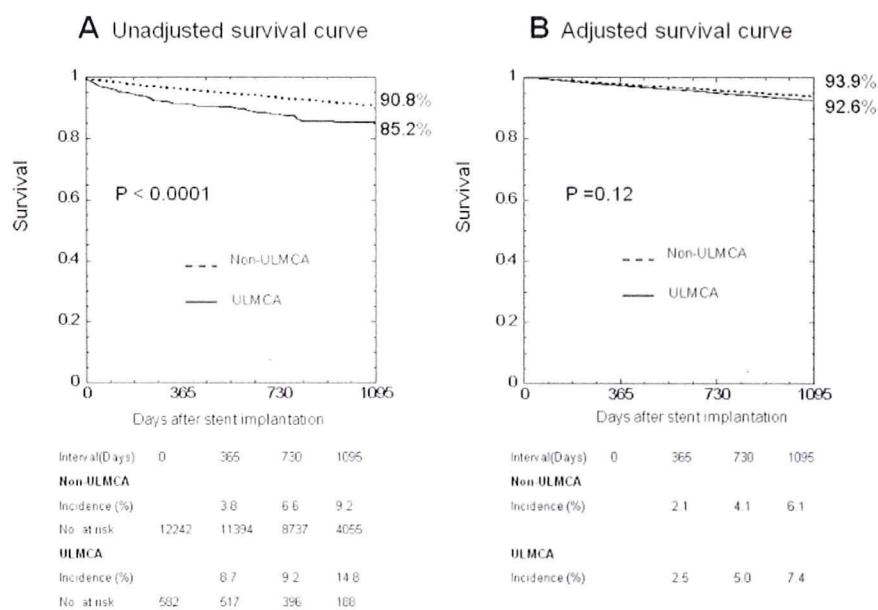 A Unadjusted survival curve
1
0.8
0.6
0.4
0.2
0
Survival
90.8%
85.2%
P < 0.0001
Non-ULMCA
ULMCA
0 365 730 1095
Days after stent implantation
Interval(Days) 0 365 730 1095
Non-ULMCA
Incidence (%) 3.8 6.6 9.2
No. at risk 12242 11394 8737 4055
ULMCA
Incidence (%) 8.7 9.2 14.8
No. at risk 582 517 396 188
B Adjusted survival curve
1
0.8
0.6
0.4
0.2
0
Survival
93.9%
92.6%
P =0.12
Non-ULMCA
ULMCA
0 365 730 1095
Days after stent implantation
Interval(Days) 0 365 730 1095
Non-ULMCA
Incidence (%) 2.1 4.1 6.1
ULMCA
Incidence (%) 2.5 5.0 7.4